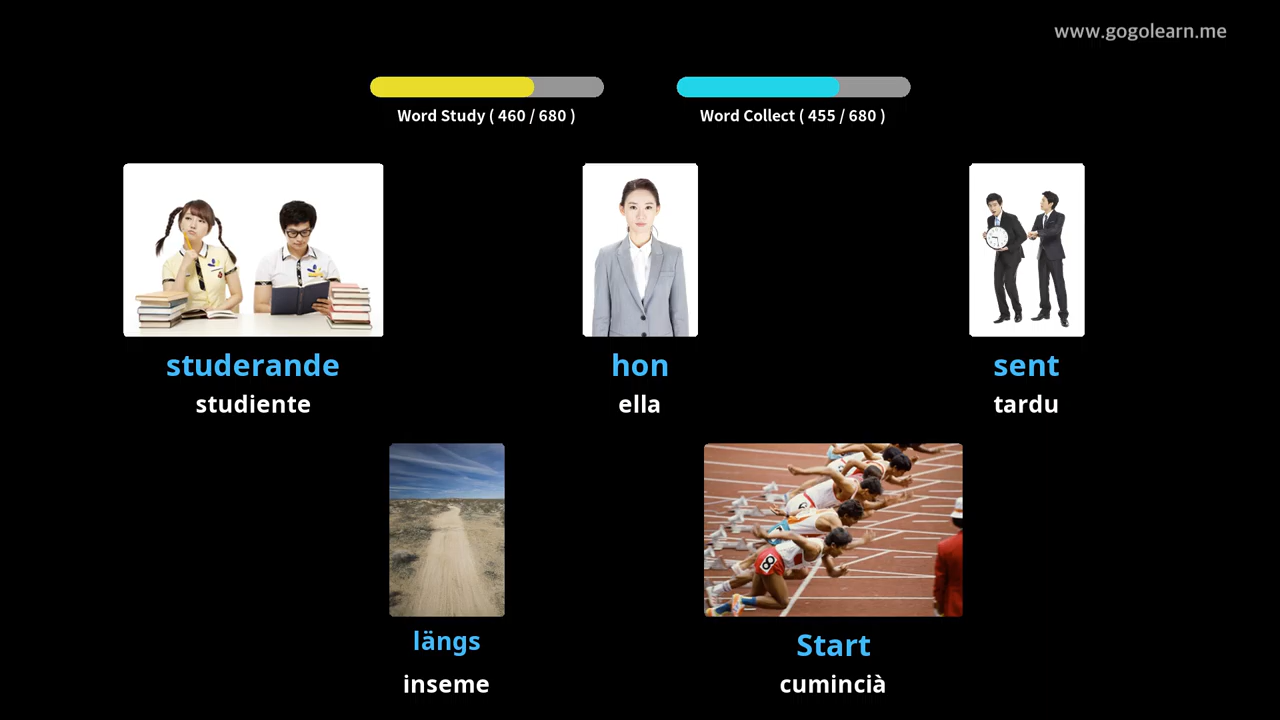 www.gogolearn.me
Word Study ( 460 / 680 )
Word Collect ( 455 / 680 )
studerande
studiente
hon
ella
sent
tardu
längs
inseme
Start
cumincià